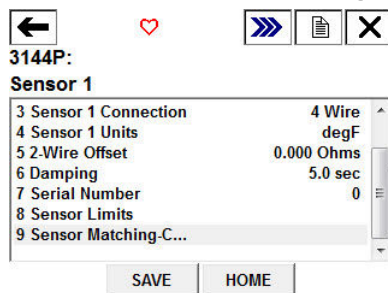 3144P:
Sensor 1
3 Sensor 1 Connection 4 Wire
4 Sensor 1 Units degF
5 2-Wire Offset 0.000 Ohms
6 Damping 5.0 sec
7 Serial Number 0
8 Sensor Limits
9 Sensor Matching-C...
SAVE HOME